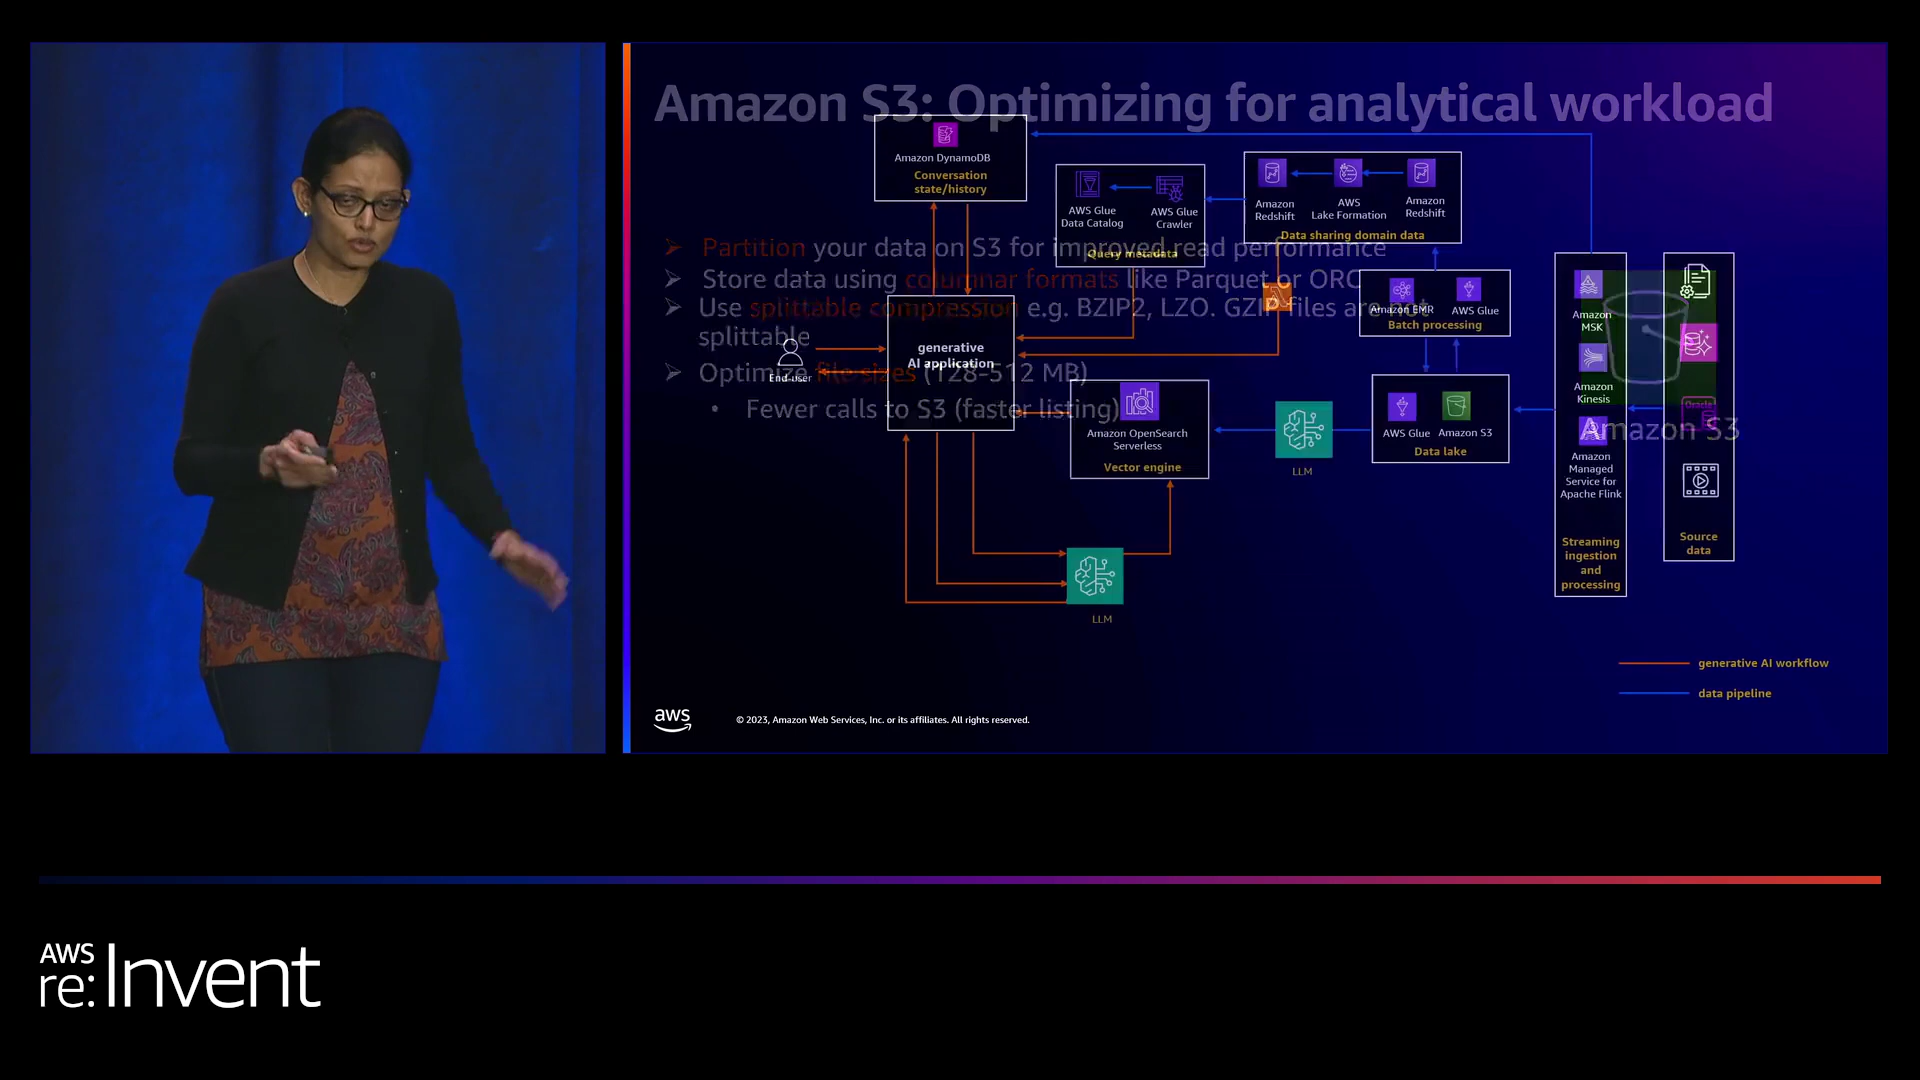 Amazon S3: Optimizing for analytical workload
Partition your data on S3 for improved read performance
Store data using columnar formats like Parquet or ORC
Use splittable compression e.g. BZIP2, LZO. GZIP files are not
splittable
Optimize file sizes (128-512 MB)
Fewer calls to S3 (faster listing)
Amazon S3
Amazon DynamoDB
Conversation
state/history
AWS Glue
Data Catalog
AWS Glue
Crawler
Query metadata
Amazon
Redshift
AWS
Lake Formation
Amazon
Redshift
Data sharing domain data
Amazon EMR
AWS Glue
Batch processing
End-user
generative
AI application
Amazon OpenSearch
Serverless
Vector engine
LLM
AWS Glue
Amazon S3
Data lake
Amazon
MSK
Amazon
Kinesis
Amazon
Managed
Service for
Apache Flink
Streaming
ingestion
and
processing
Oracle
Source
data
LLM
generative AI workflow
data pipeline
aws
© 2023, Amazon Web Services, Inc. or its affiliates. All rights reserved.
AWS
re:Invent